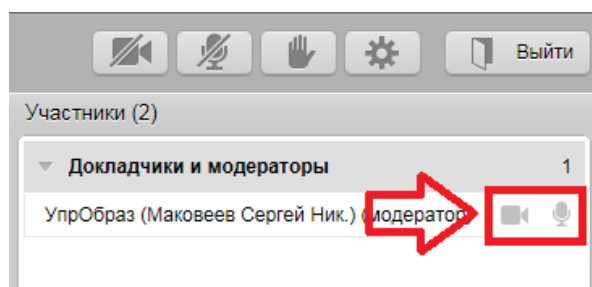 Выйти
Участники (2)
Докладчики и модераторы 1
УпрОбраз (Маковеев Сергей Ник.) (модератор